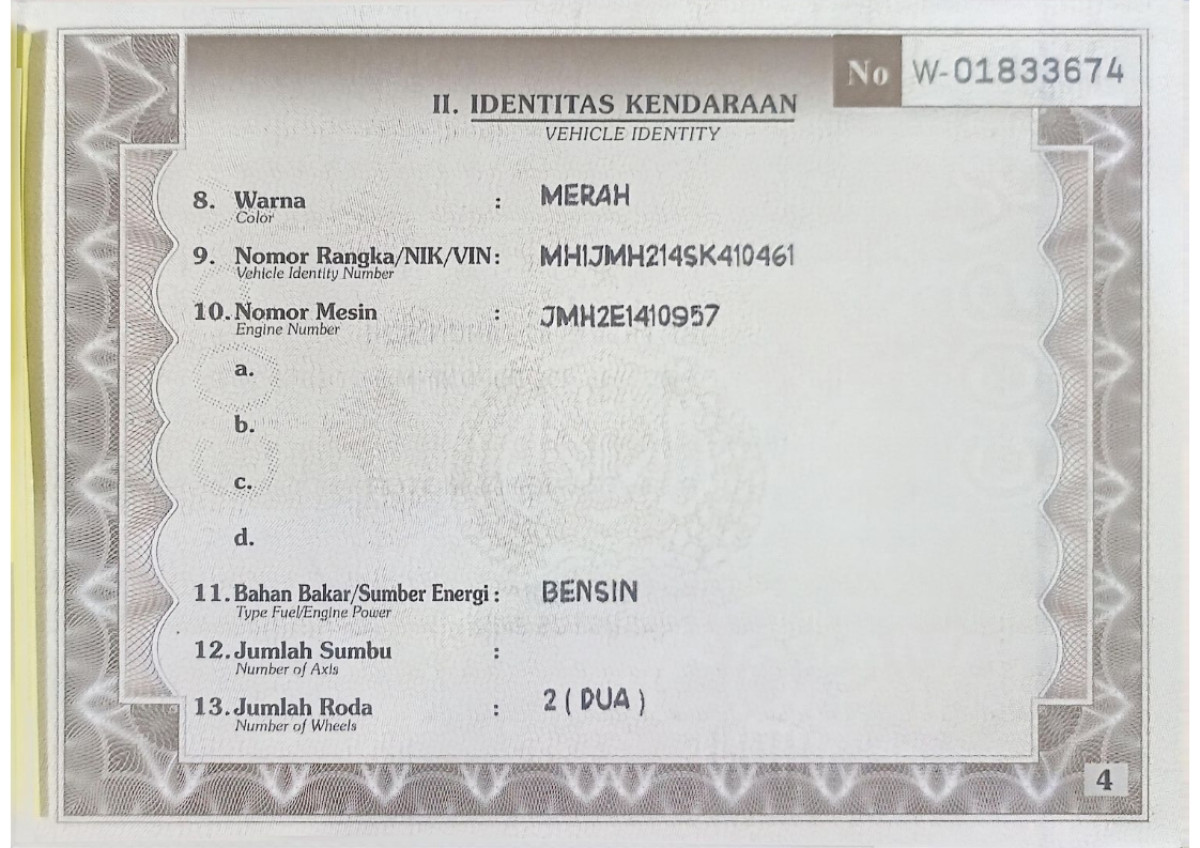 No W-01833674
II. IDENTITAS KENDARAAN
VEHICLE IDENTITY
8. Warna : MERAH
Color
9. Nomor Rangka/NIK/VIN : MH1JMH214SK410461
Vehicle Identity Number
10. Nomor Mesin : JMH2E1410957
Engine Number
a.
b.
c.
d.
11. Bahan Bakar/Sumber Energi : BENSIN
Type Fuel/Engine Power
12. Jumlah Sumbu :
Number of Axis
13. Jumlah Roda : 2 ( DUA )
Number of Wheels
4